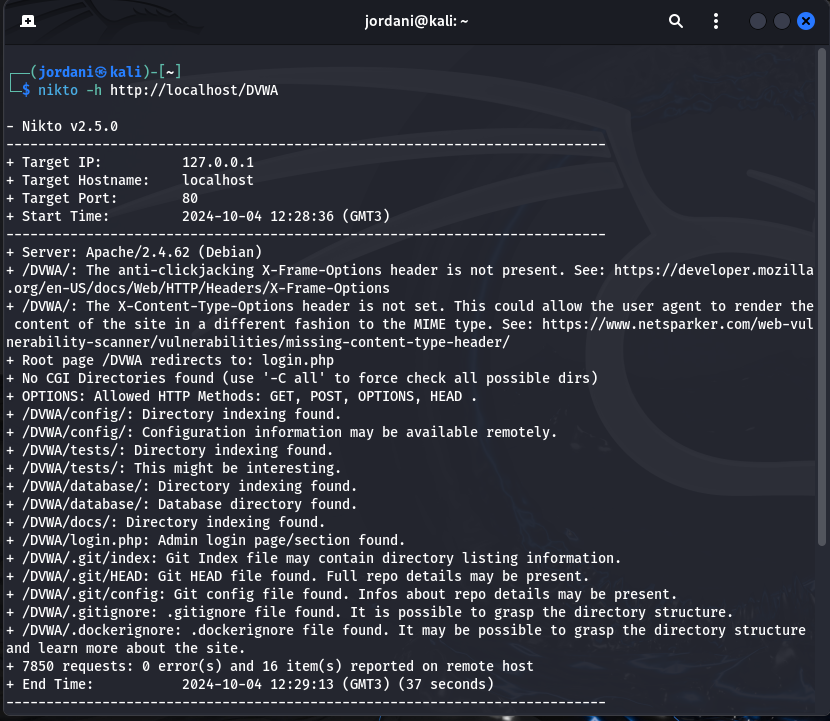 jordani@kali: ~
┌──(jordani㉿kali)-[~]
└─$ nikto -h http://localhost/DVWA
- Nikto v2.5.0
---------------------------------------------------------------------------
+ Target IP:          127.0.0.1
+ Target Hostname:    localhost
+ Target Port:        80
+ Start Time:         2024-10-04 12:28:36 (GMT3)
---------------------------------------------------------------------------
+ Server: Apache/2.4.62 (Debian)
+ /DVWA/: The anti-clickjacking X-Frame-Options header is not present. See: https://developer.mozilla
.org/en-US/docs/Web/HTTP/Headers/X-Frame-Options
+ /DVWA/: The X-Content-Type-Options header is not set. This could allow the user agent to render the
 content of the site in a different fashion to the MIME type. See: https://www.netsparker.com/web-vul
nerability-scanner/vulnerabilities/missing-content-type-header/
+ Root page /DVWA redirects to: login.php
+ No CGI Directories found (use '-C all' to force check all possible dirs)
+ OPTIONS: Allowed HTTP Methods: GET, POST, OPTIONS, HEAD .
+ /DVWA/config/: Directory indexing found.
+ /DVWA/config/: Configuration information may be available remotely.
+ /DVWA/tests/: Directory indexing found.
+ /DVWA/tests/: This might be interesting.
+ /DVWA/database/: Directory indexing found.
+ /DVWA/database/: Database directory found.
+ /DVWA/docs/: Directory indexing found.
+ /DVWA/login.php: Admin login page/section found.
+ /DVWA/.git/index: Git Index file may contain directory listing information.
+ /DVWA/.git/HEAD: Git HEAD file found. Full repo details may be present.
+ /DVWA/.git/config: Git config file found. Infos about repo details may be present.
+ /DVWA/.gitignore: .gitignore file found. It is possible to grasp the directory structure.
+ /DVWA/.dockerignore: .dockerignore file found. It may be possible to grasp the directory structure
and learn more about the site.
+ 7850 requests: 0 error(s) and 16 item(s) reported on remote host
+ End Time:           2024-10-04 12:29:13 (GMT3) (37 seconds)
---------------------------------------------------------------------------